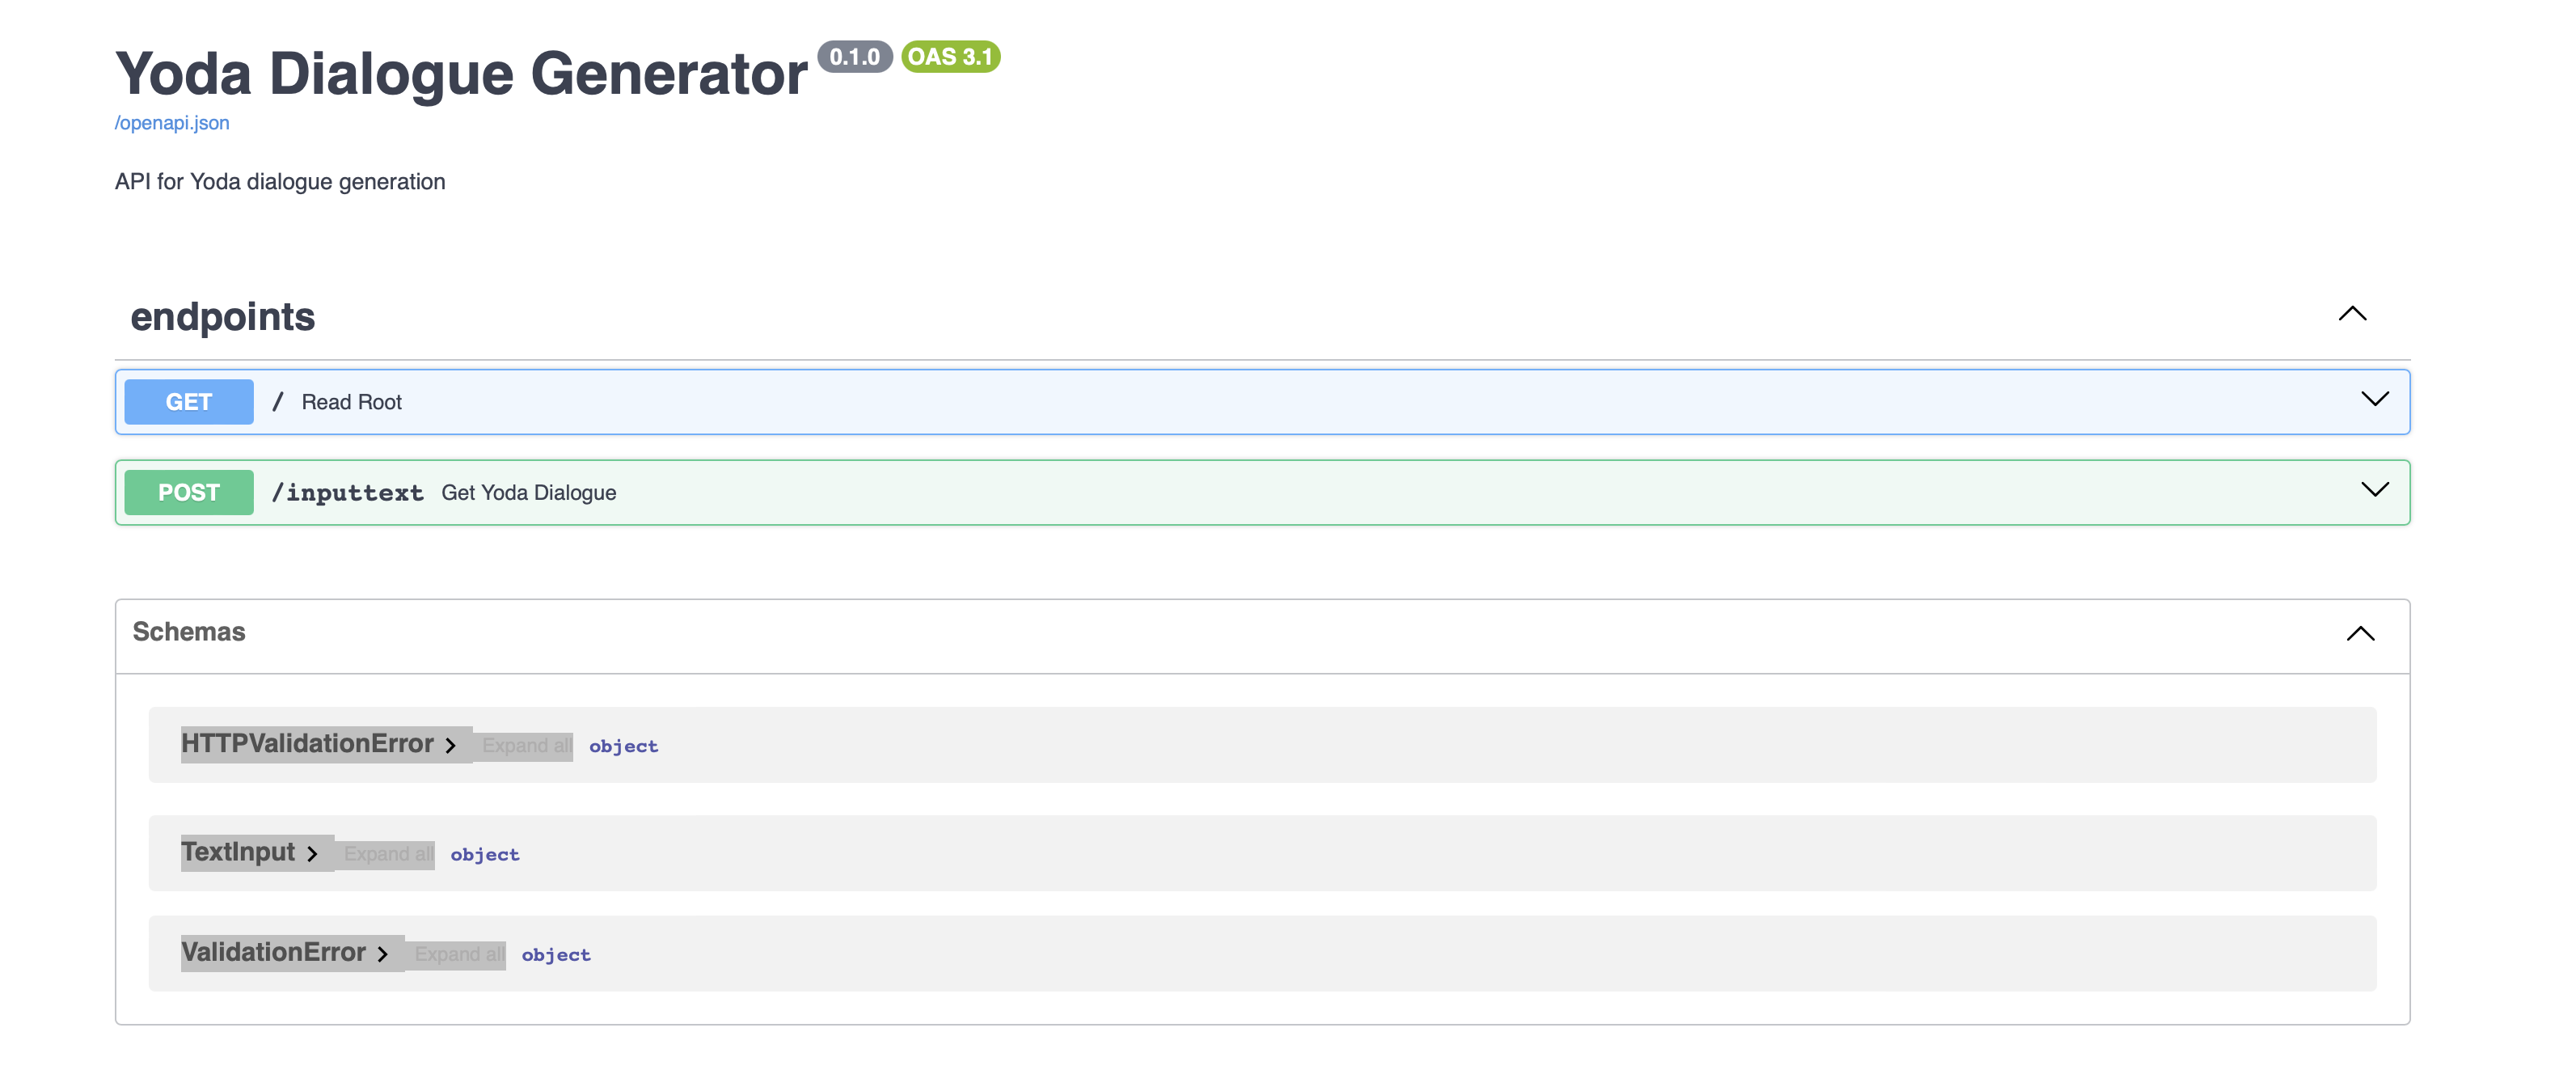 Yoda Dialogue Generator 0.1.0 OAS 3.1
/openapi.json
API for Yoda dialogue generation
endpoints
GET / Read Root
POST /inputtext Get Yoda Dialogue
Schemas
HTTPValidationError Expand all object
TextInput Expand all object
ValidationError Expand all object